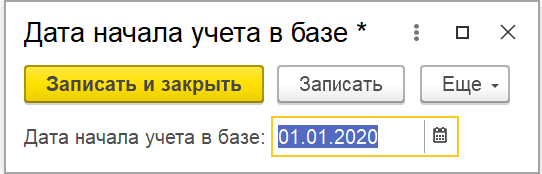 Дата начала учета в базе *
Записать и закрыть Записать Еще
Дата начала учета в базе: 01.01.2020